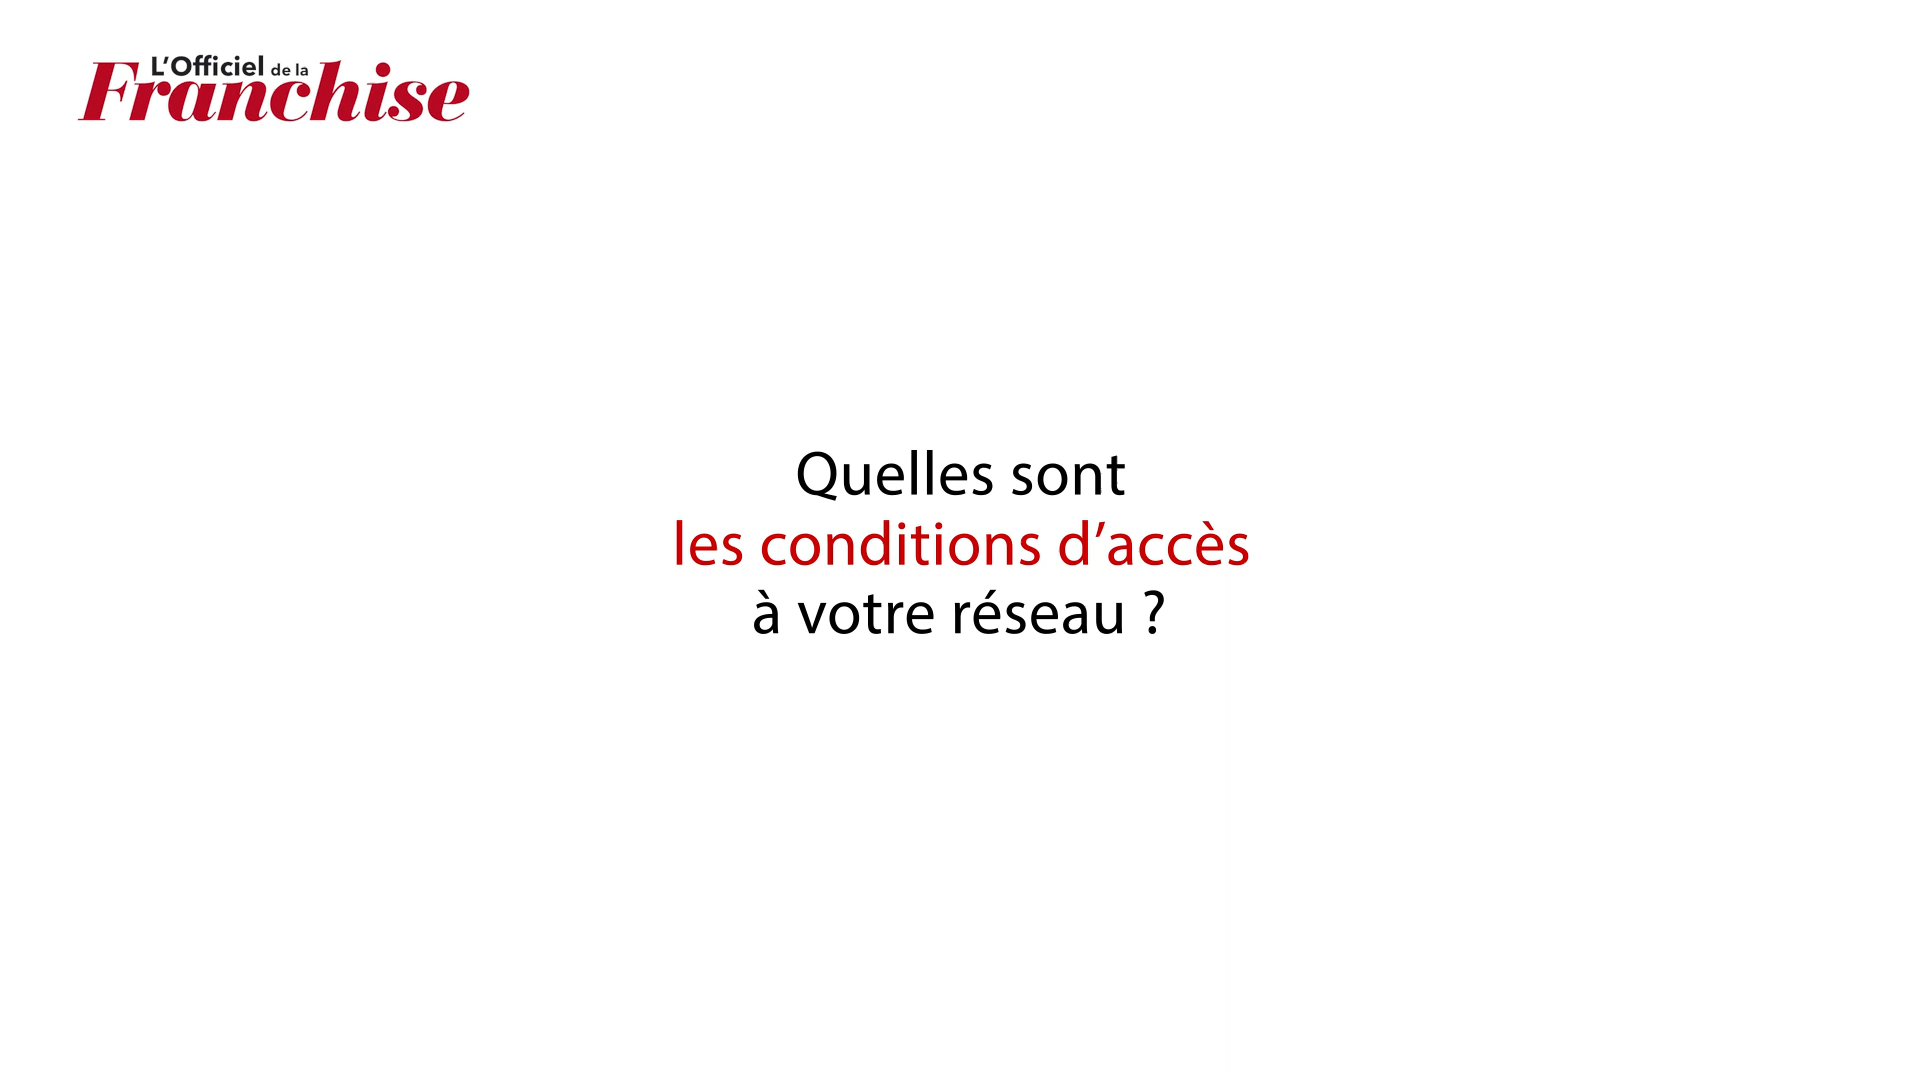 L’Officiel de la
Franchise
Quelles sont
les conditions d’accès
à votre réseau ?